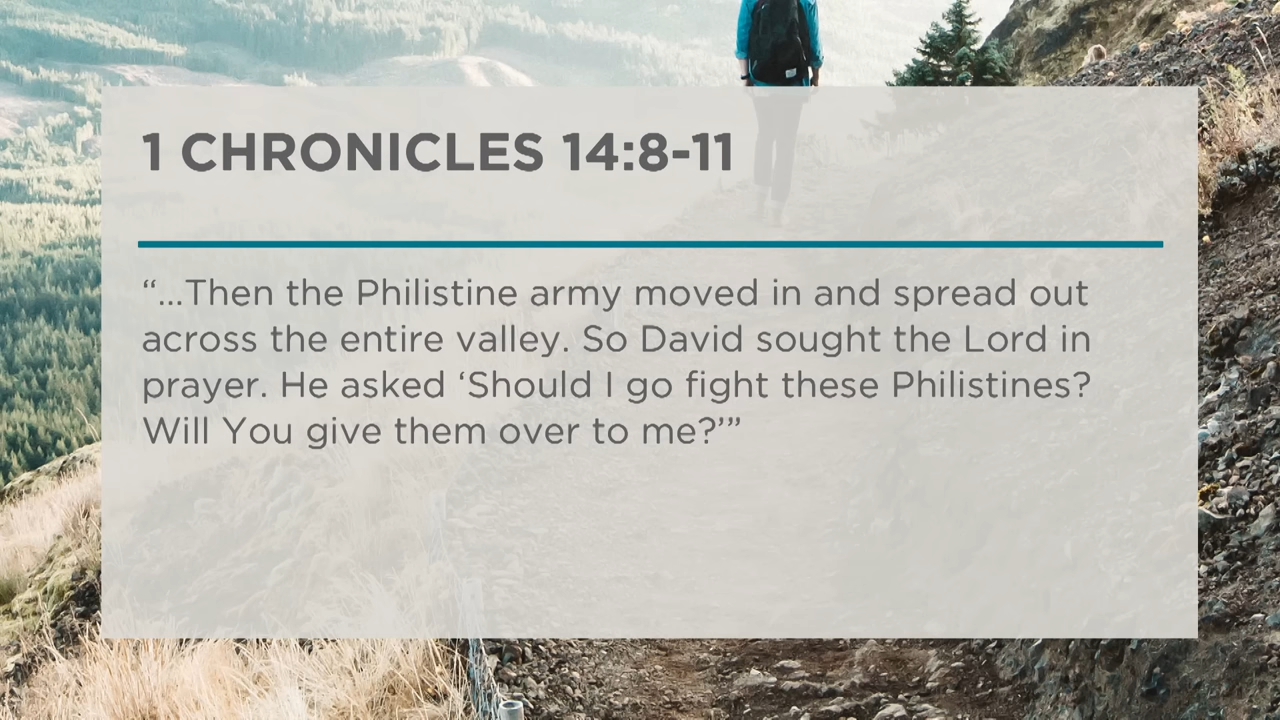 1 CHRONICLES 14:8-11
“...Then the Philistine army moved in and spread out
across the entire valley. So David sought the Lord in
prayer. He asked ‘Should I go fight these Philistines?
Will You give them over to me?’”